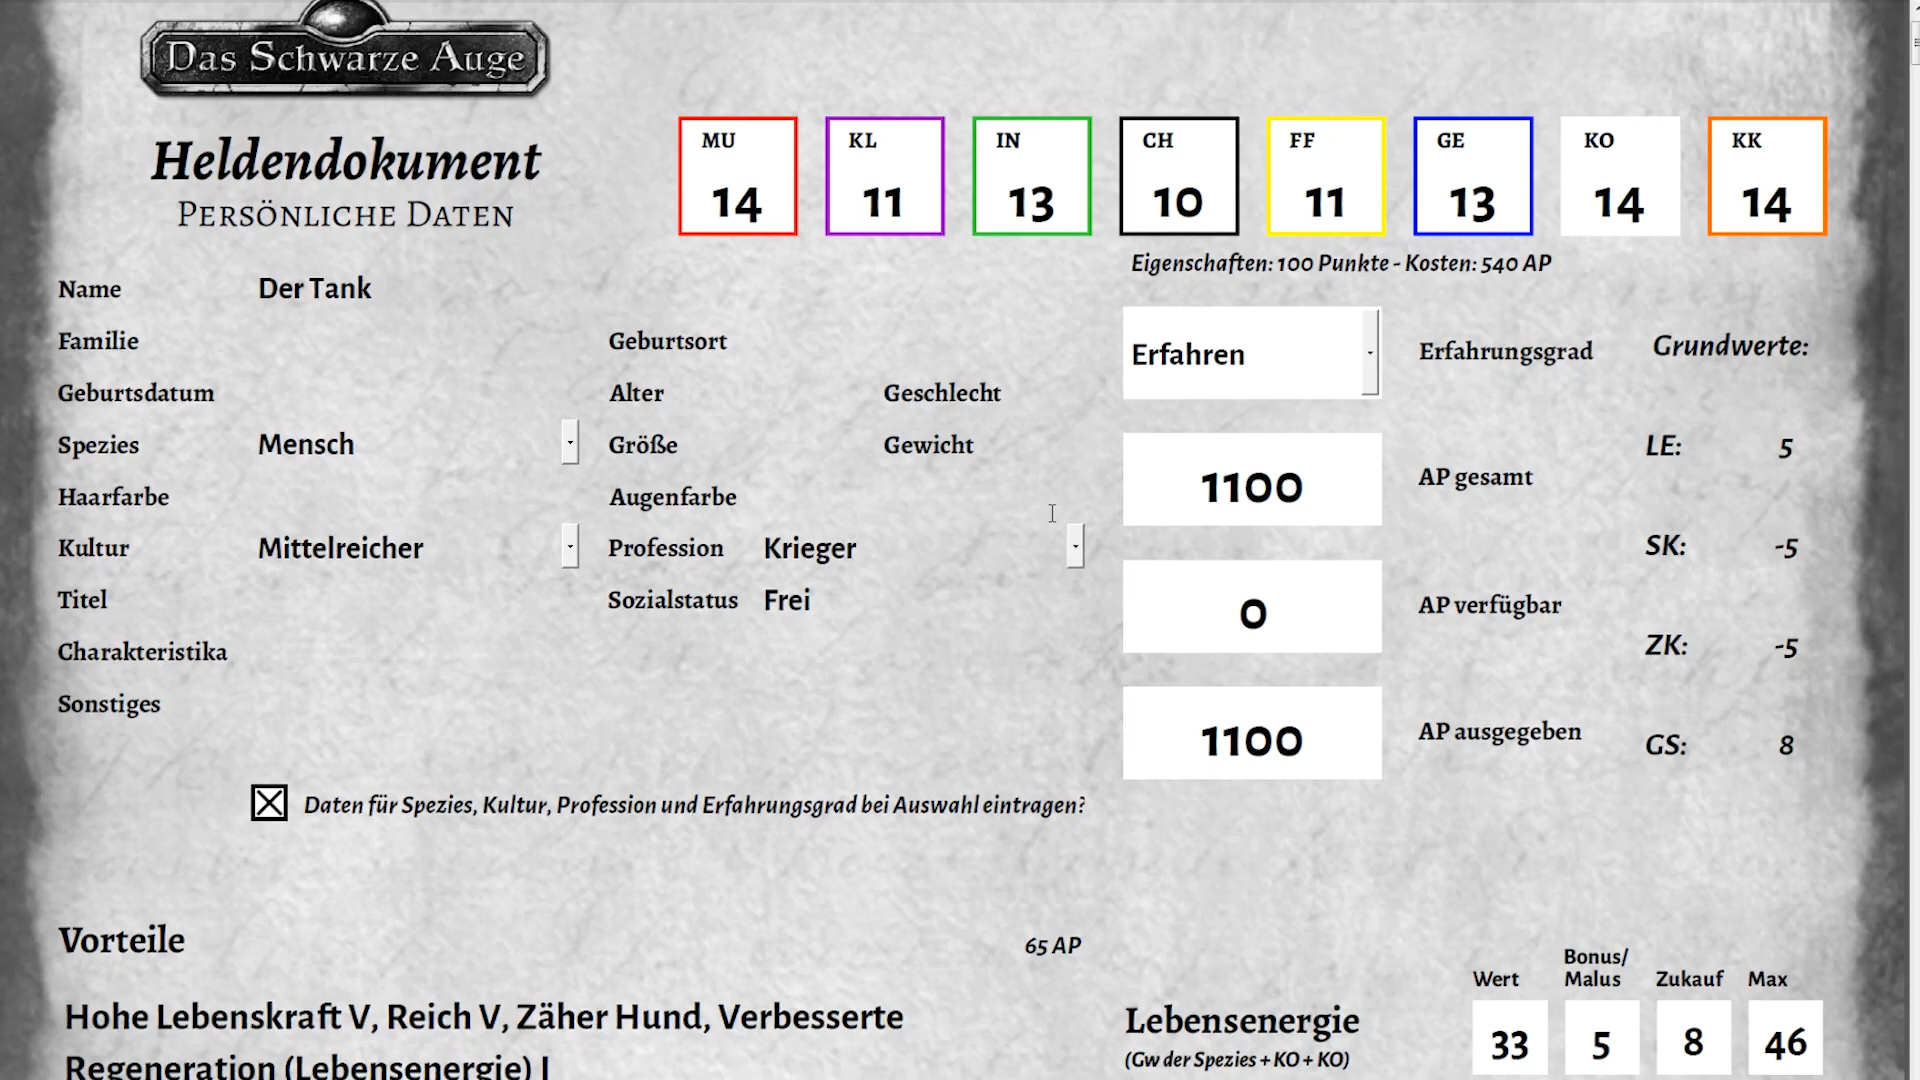 Das Schwarze Auge
Heldendokument
Persönliche Daten
MU KL IN CH FF GE KO KK
14 11 13 10 11 13 14 14
Eigenschaften: 100 Punkte - Kosten: 540 AP
Name Der Tank
Familie Geburtsort
Geburtsdatum Alter Geschlecht
Spezies Mensch Größe Gewicht
Haarfarbe Augenfarbe
Kultur Mittelreicher Profession Krieger
Titel Sozialstatus Frei
Charakteristika
Sonstiges
Daten für Spezies, Kultur, Profession und Erfahrungsgrad bei Auswahl eintragen?
Erfahren Erfahrungsgrad
1100 AP gesamt
0 AP verfügbar
1100 AP ausgegeben
Grundwerte:
LE: 5
SK: -5
ZK: -5
GS: 8
Vorteile 65 AP
Hohe Lebenskraft V, Reich V, Zäher Hund, Verbesserte
Regeneration (Lebensenergie) I
Wert Bonus/ Zukauf Max
Malus
Lebensenergie 33 5 8 46
(Gw der Spezies + KO + KO)